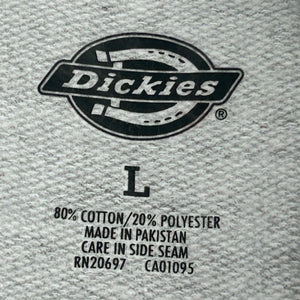 Dickies ®
L
80% COTTON/20% POLYESTER
MADE IN PAKISTAN
CARE IN SIDE SEAM
RN20697 CA01095